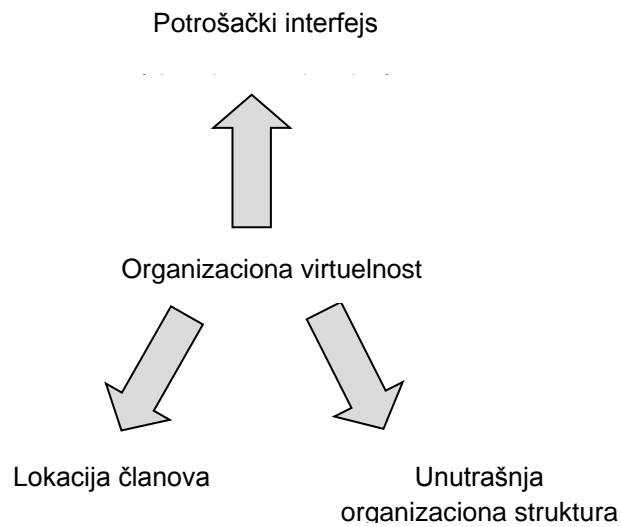 Potrošački interfejs
Organizaciona virtuelnost
Lokacija članova
Unutrašnja
organizaciona struktura